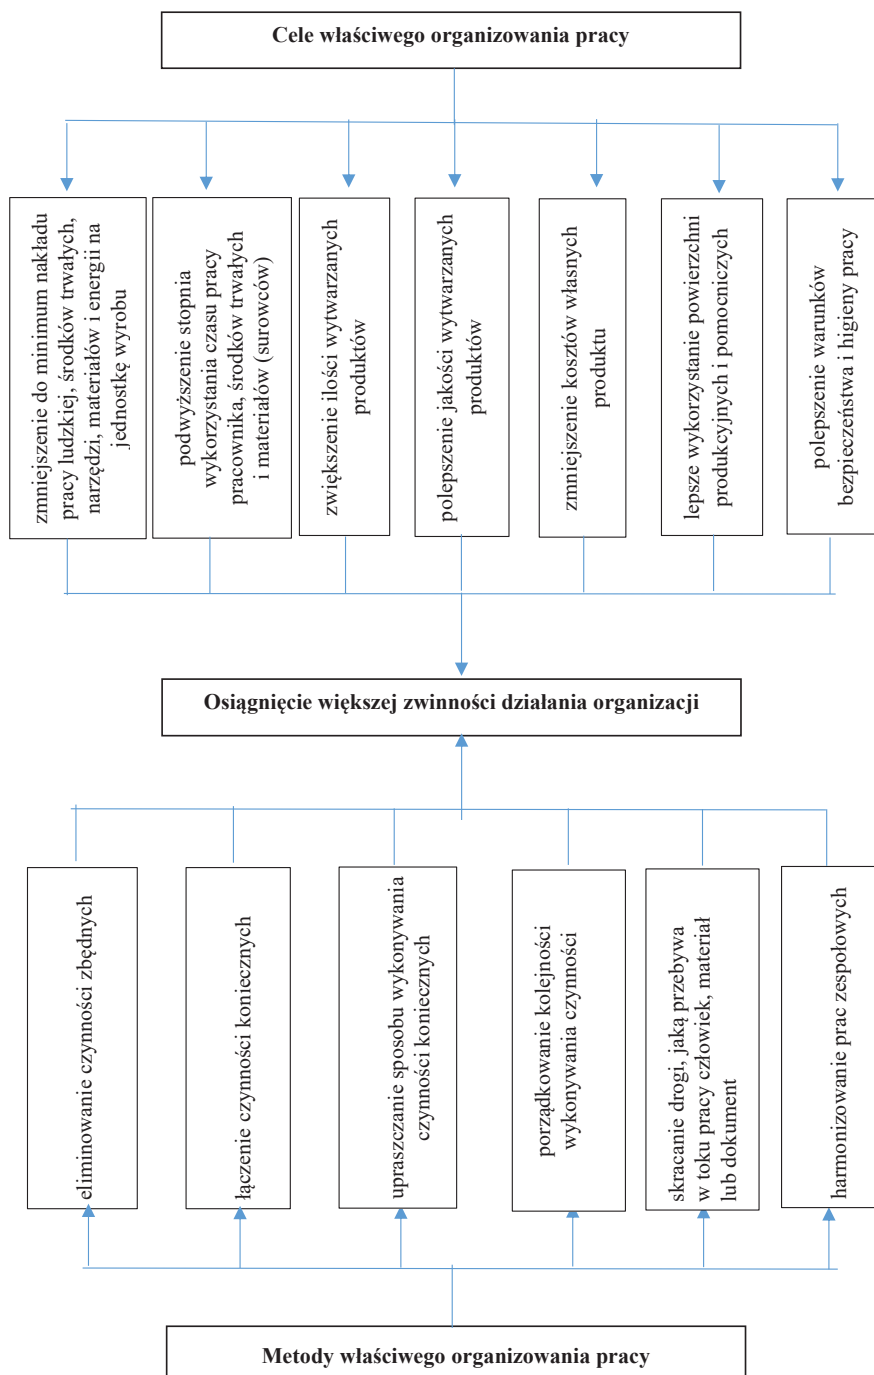 Cele właściwego organizowania pracy
zmniejszenie do minimum nakładu
pracy ludzkiej, środków trwałych,
narzędzi, materiałów i energii na
jednostkę wyrobu
podwyższenie stopnia
wykorzystania czasu pracy
pracownika, środków trwałych
i materiałów (surowców)
zwiększenie ilości wytwarzanych
produktów
polepszenie jakości wytwarzanych
produktów
zmniejszenie kosztów własnych
produktu
lepsze wykorzystanie powierzchni
produkcyjnych i pomocniczych
polepszenie warunków
bezpieczeństwa i higieny pracy
Osiągnięcie większej zwinności działania organizacji
eliminowanie czynności zbędnych
łączenie czynności koniecznych
upraszczanie sposobu wykonywania
czynności koniecznych
porządkowanie kolejności
wykonywania czynności
skracanie drogi, jaką przebywa
w toku pracy człowiek, materiał
lub dokument
harmonizowanie prac zespołowych
Metody właściwego organizowania pracy